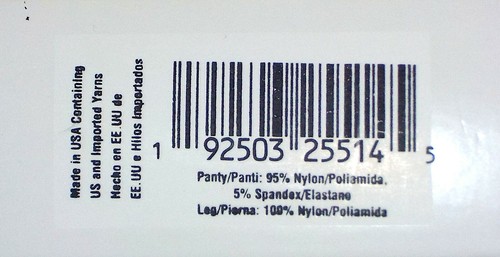 Made in USA Containing
US and Imported Yarns
Hecho en EE.UU de
EE. UU e Hilos Importados
1 92503 25514 5
Panty/Panti: 95% Nylon/Poliamida,
5% Spandex/Elastano
Leg/Pierna: 100% Nylon/Poliamida